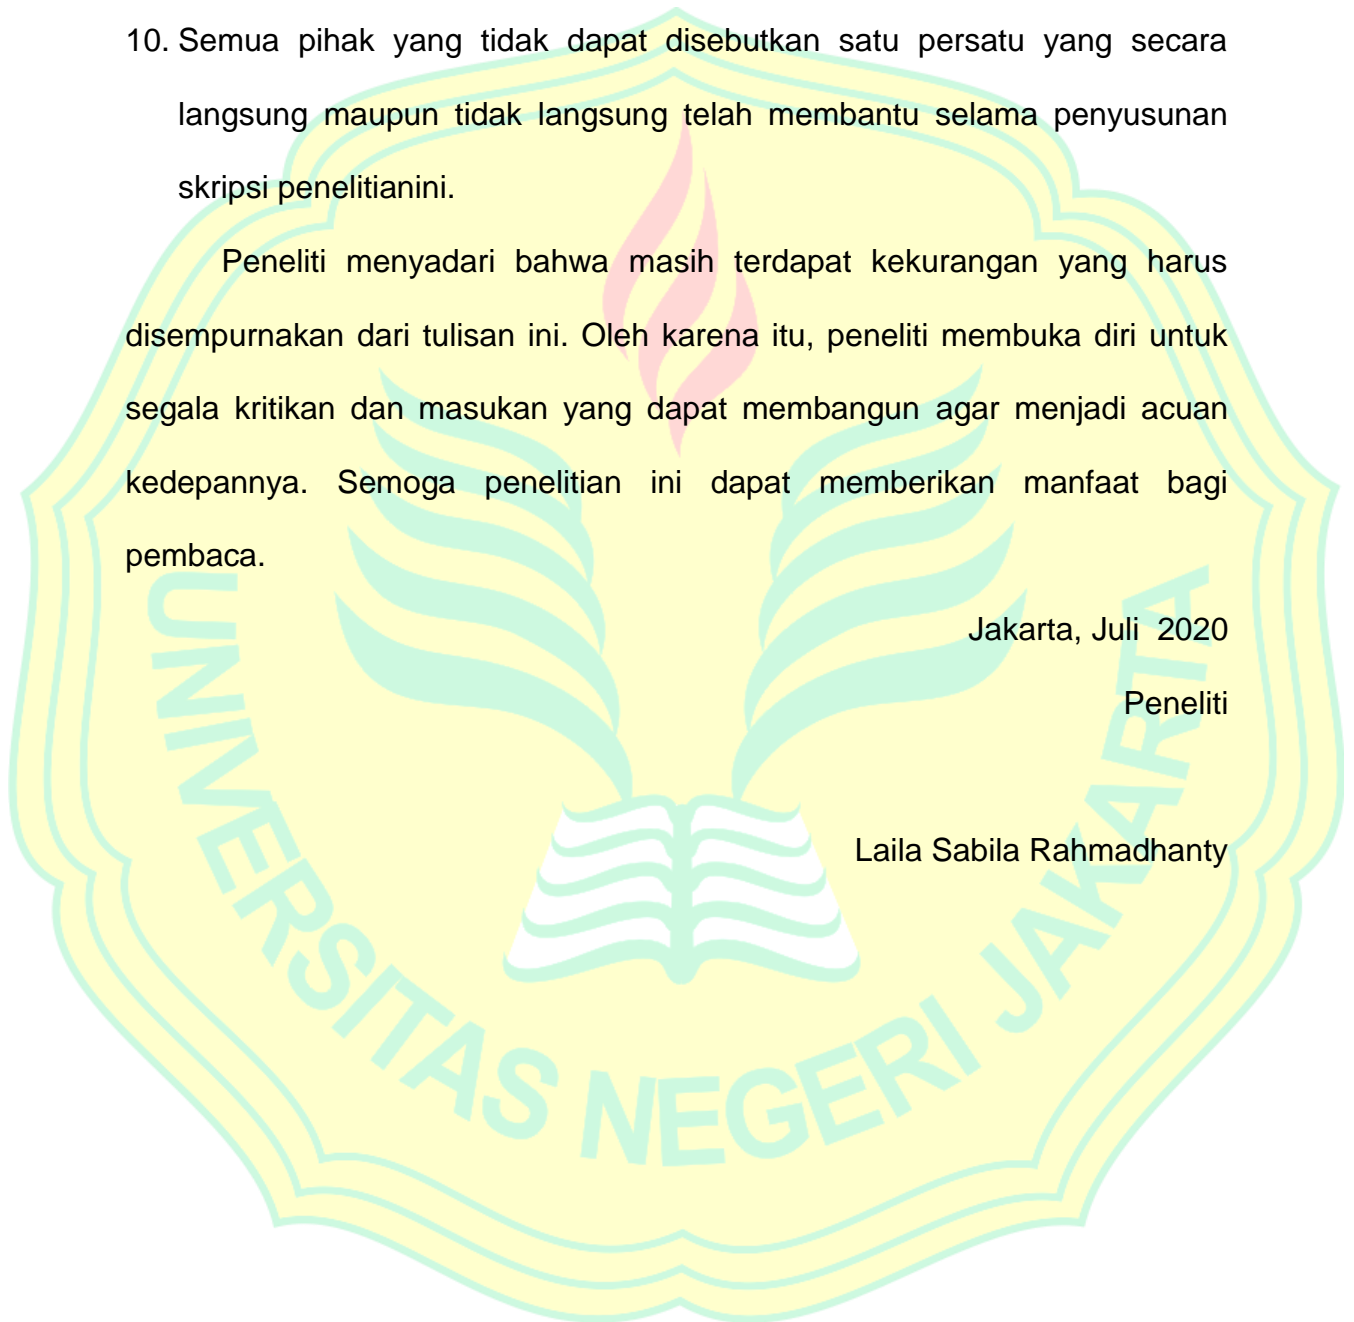 10. Semua pihak yang tidak dapat disebutkan satu persatu yang secara
langsung maupun tidak langsung telah membantu selama penyusunan
skripsi penelitianini.
Peneliti menyadari bahwa masih terdapat kekurangan yang harus
disempurnakan dari tulisan ini. Oleh karena itu, peneliti membuka diri untuk
segala kritikan dan masukan yang dapat membangun agar menjadi acuan
kedepannya. Semoga penelitian ini dapat memberikan manfaat bagi
pembaca.
Jakarta, Juli  2020
Peneliti
Laila Sabila Rahmadhanty
UNIVERSITAS NEGERI JAKARTA